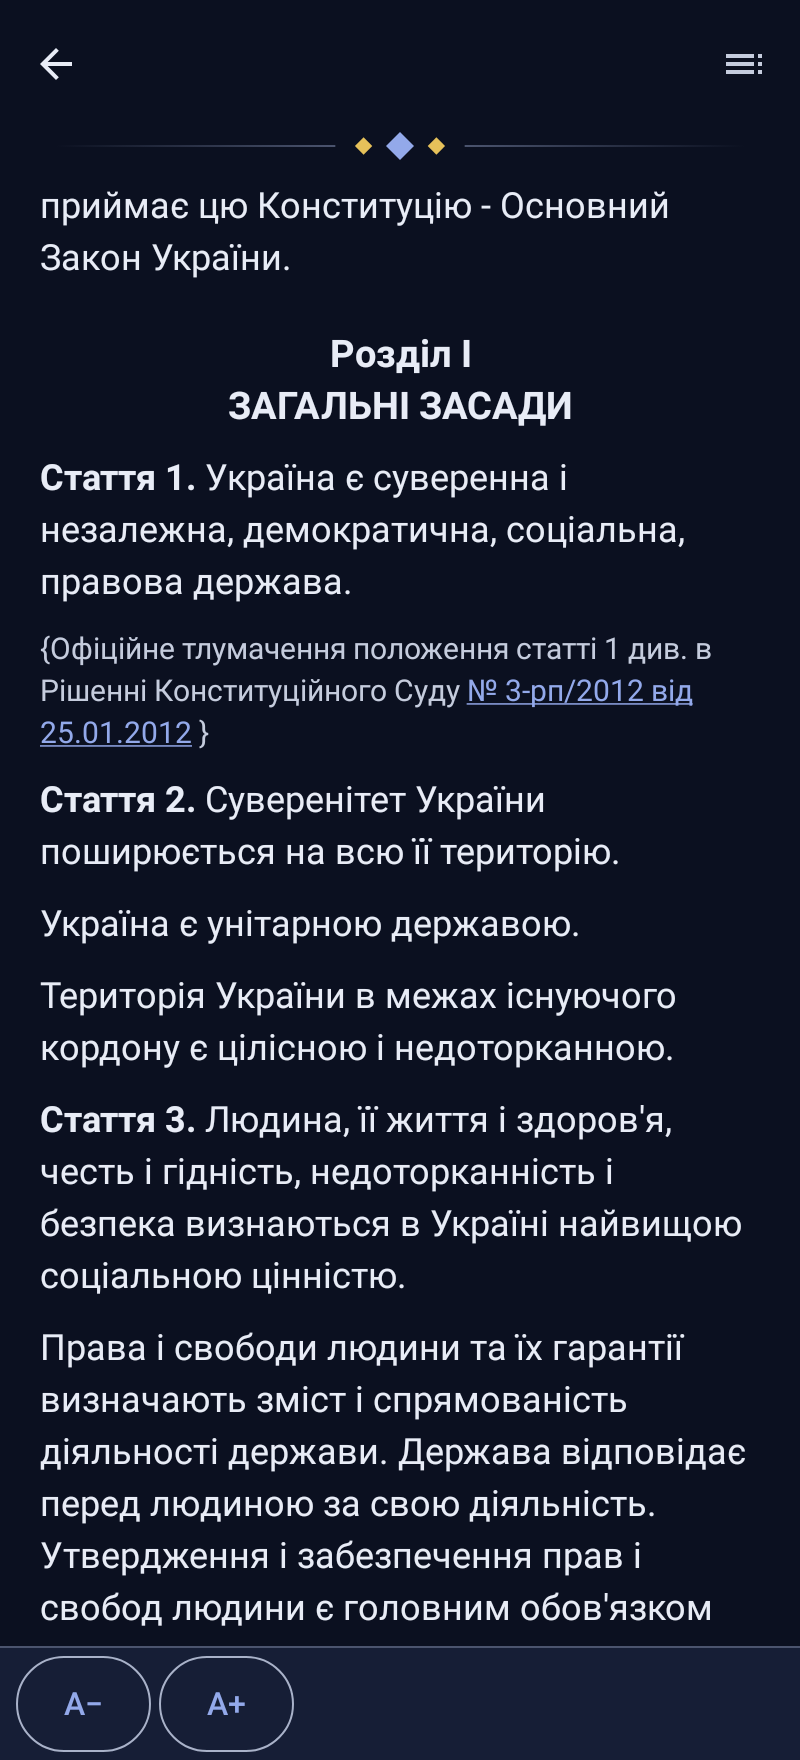 приймає цю Конституцію - Основний
Закон України.
Розділ I
ЗАГАЛЬНІ ЗАСАДИ
Стаття 1. Україна є суверенна і
незалежна, демократична, соціальна,
правова держава.
{Офіційне тлумачення положення статті 1 див. в
Рішенні Конституційного Суду № 3-рп/2012 від
25.01.2012 }
Стаття 2. Суверенітет України
поширюється на всю її територію.
Україна є унітарною державою.
Територія України в межах існуючого
кордону є цілісною і недоторканною.
Стаття 3. Людина, її життя і здоров'я,
честь і гідність, недоторканність і
безпека визнаються в Україні найвищою
соціальною цінністю.
Права і свободи людини та їх гарантії
визначають зміст і спрямованість
діяльності держави. Держава відповідає
перед людиною за свою діяльність.
Утвердження і забезпечення прав і
свобод людини є головним обов'язком
A− A+